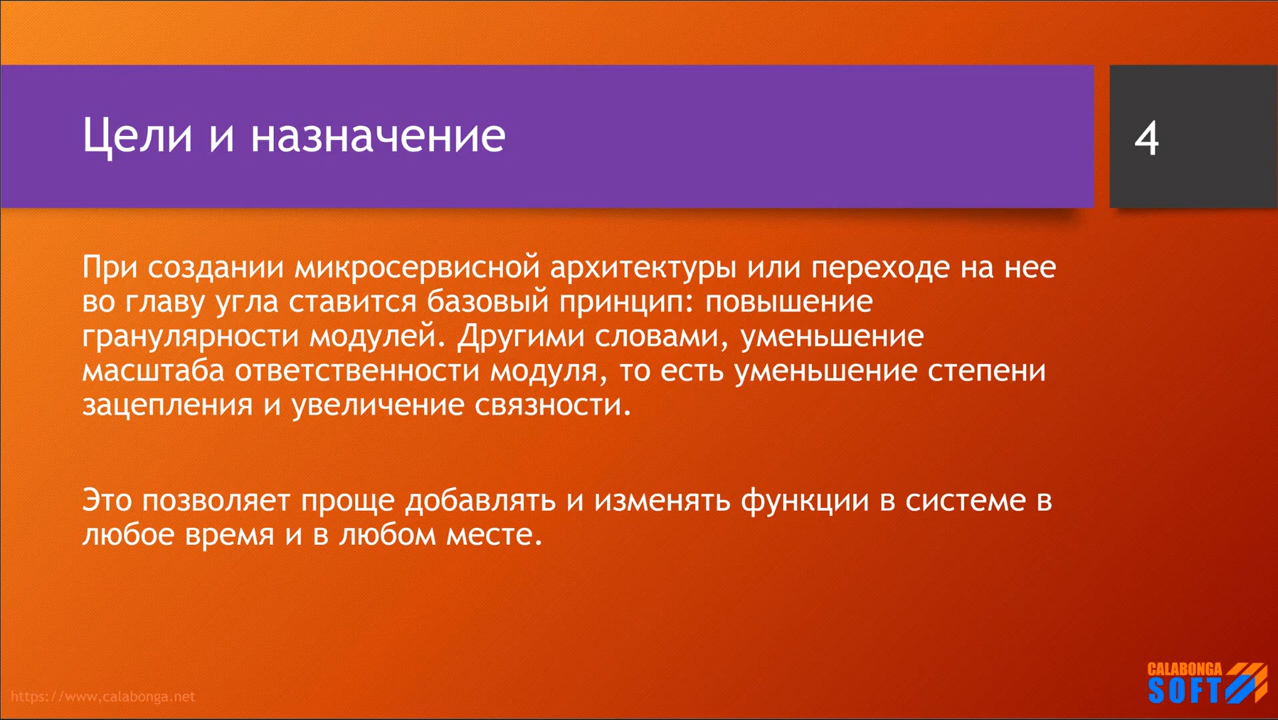 Цели и назначение
4
При создании микросервисной архитектуры или переходе на нее
во главу угла ставится базовый принцип: повышение
гранулярности модулей. Другими словами, уменьшение
масштаба ответственности модуля, то есть уменьшение степени
зацепления и увеличение связности.
Это позволяет проще добавлять и изменять функции в системе в
любое время и в любом месте.
https://www.calabonga.net
CALABONGA
SOFT